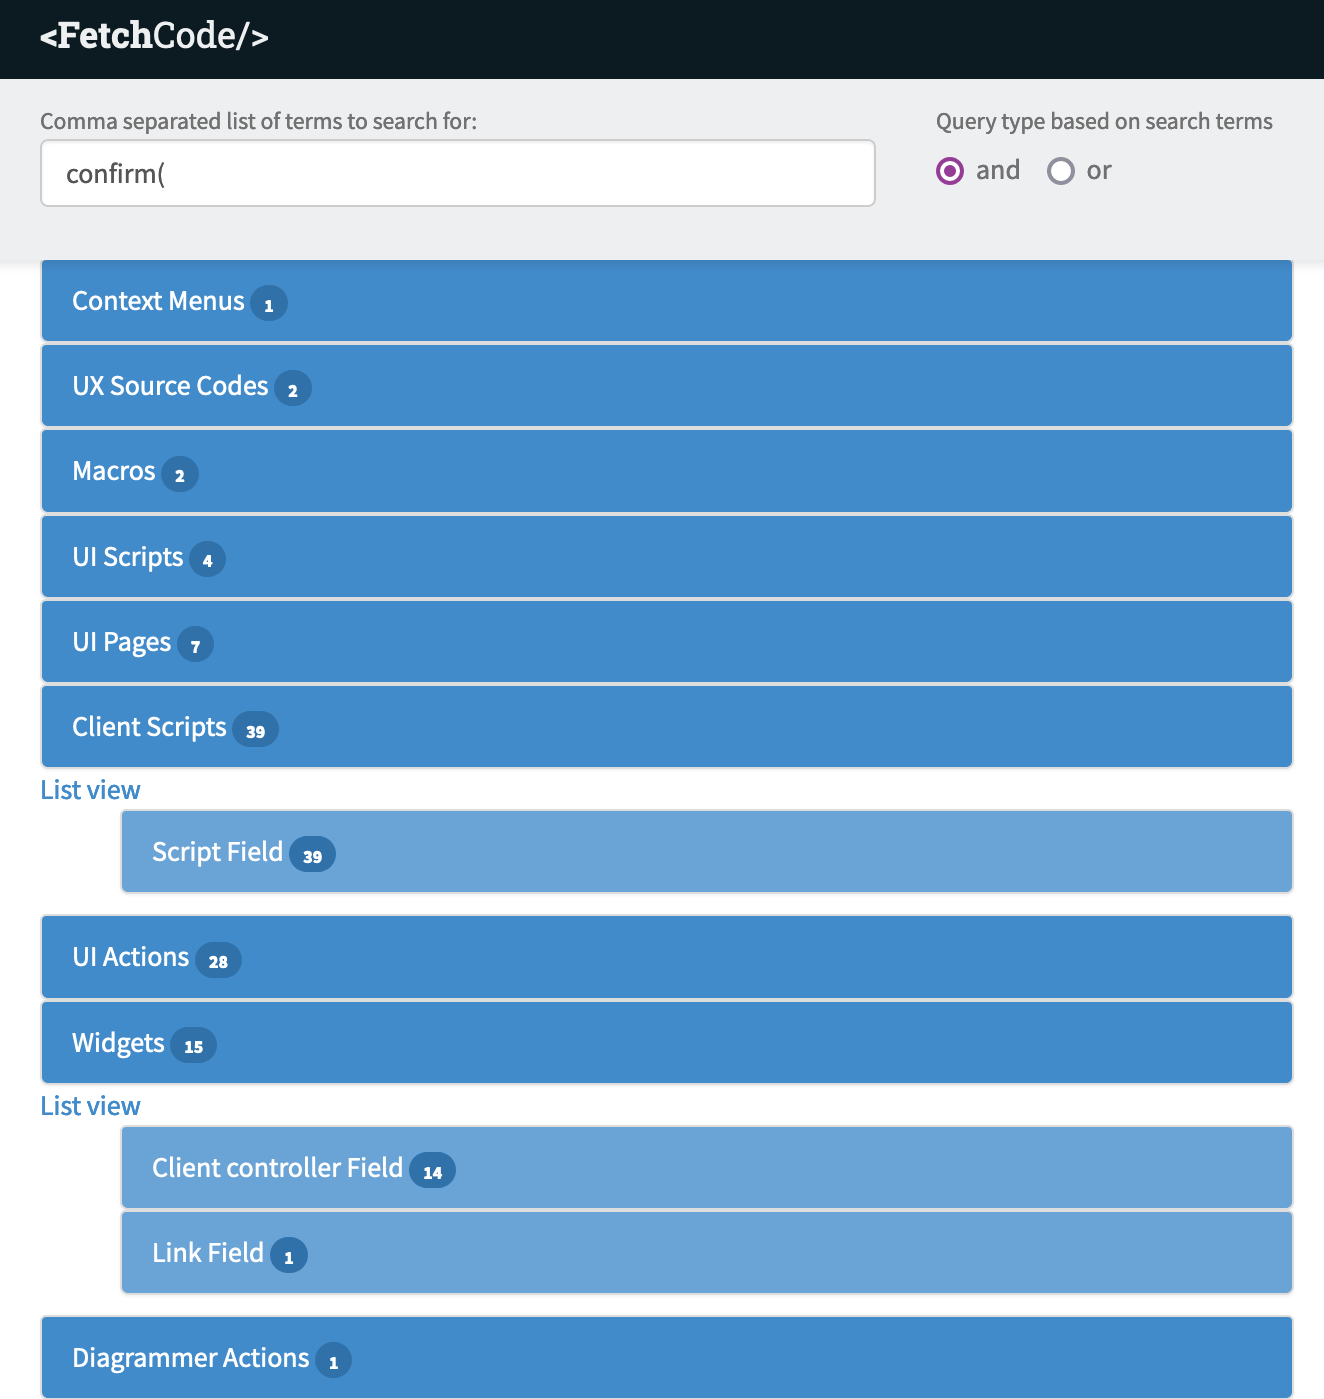 <FetchCode/>
Comma separated list of terms to search for:
Query type based on search terms
confirm(
and
or
Context Menus 1
UX Source Codes 2
Macros 2
UI Scripts 4
UI Pages 7
Client Scripts 39
List view
Script Field 39
UI Actions 28
Widgets 15
List view
Client controller Field 14
Link Field 1
Diagrammer Actions 1